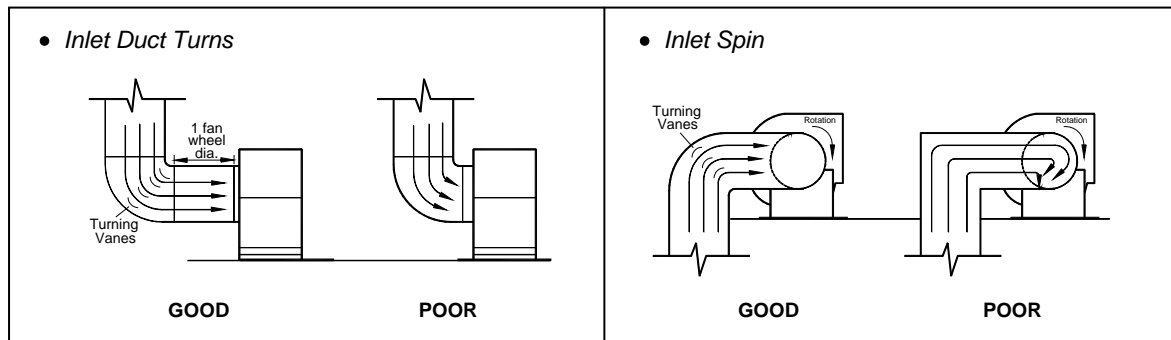 • Inlet Duct Turns
1 fan
wheel
dia.
Turning
Vanes
GOOD
POOR
• Inlet Spin
Turning
Vanes
Rotation
Rotation
GOOD
POOR